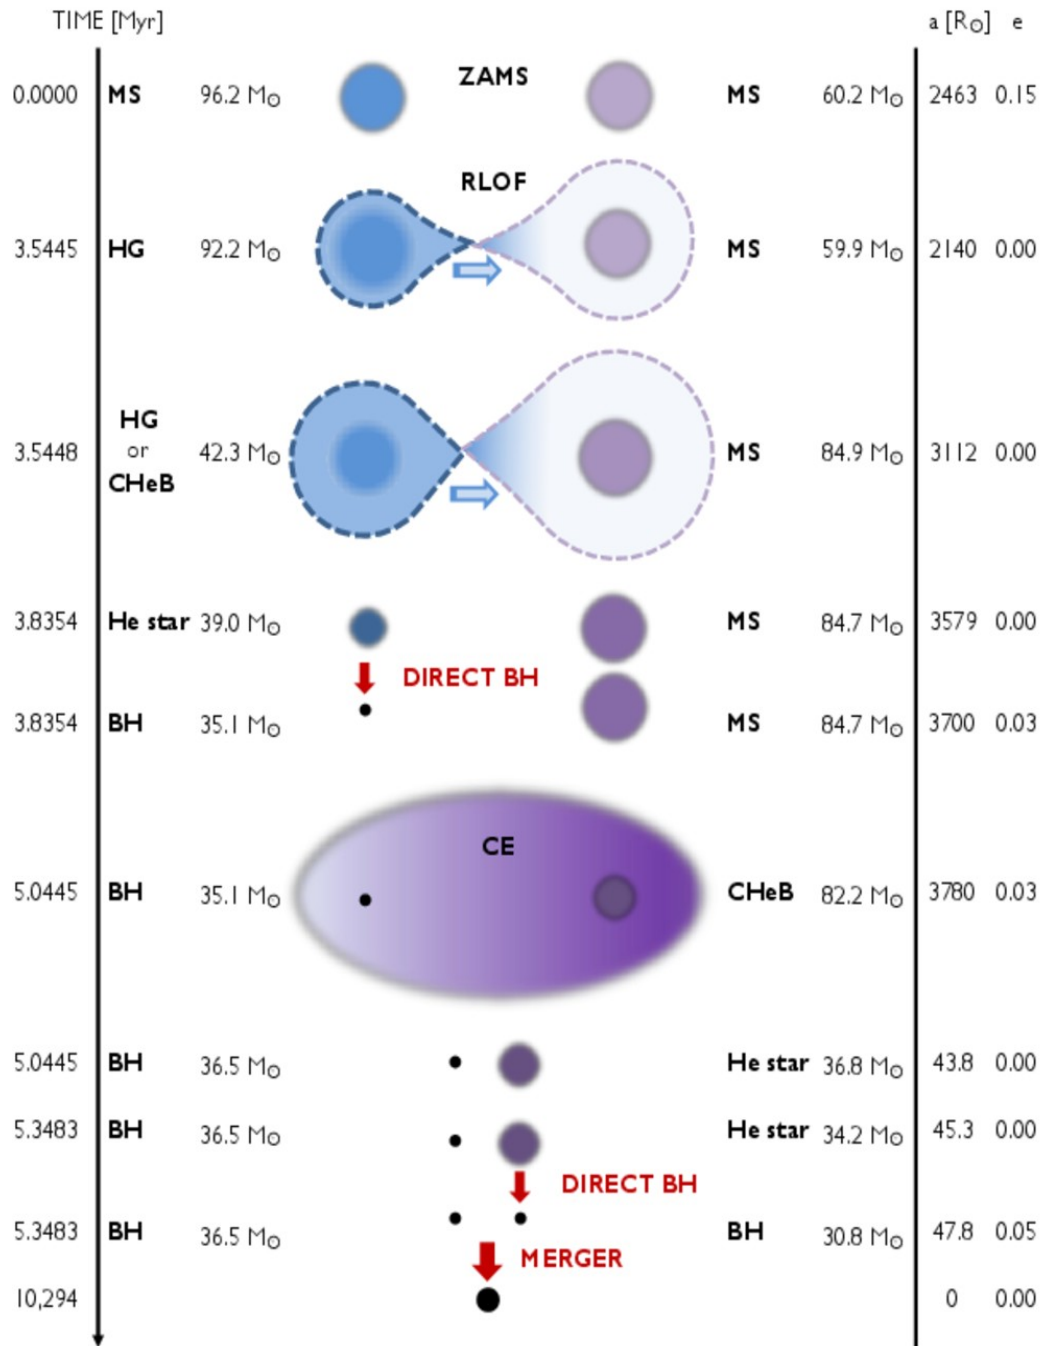 TIME [Myr] a [R⊙] e
ZAMS
0.0000 MS 96.2 M⊙ MS 60.2 M⊙ 2463 0.15
RLOF
3.5445 HG 92.2 M⊙ MS 59.9 M⊙ 2140 0.00
HG
or
3.5448 42.3 M⊙ MS 84.9 M⊙ 3112 0.00
CHeB
3.8354 He star 39.0 M⊙ MS 84.7 M⊙ 3579 0.00
DIRECT BH
3.8354 BH 35.1 M⊙ MS 84.7 M⊙ 3700 0.03
CE
5.0445 BH 35.1 M⊙ CHeB 82.2 M⊙ 3780 0.03
5.0445 BH 36.5 M⊙ He star 36.8 M⊙ 43.8 0.00
5.3483 BH 36.5 M⊙ He star 34.2 M⊙ 45.3 0.00
DIRECT BH
5.3483 BH 36.5 M⊙ BH 30.8 M⊙ 47.8 0.05
MERGER
10,294 0 0.00